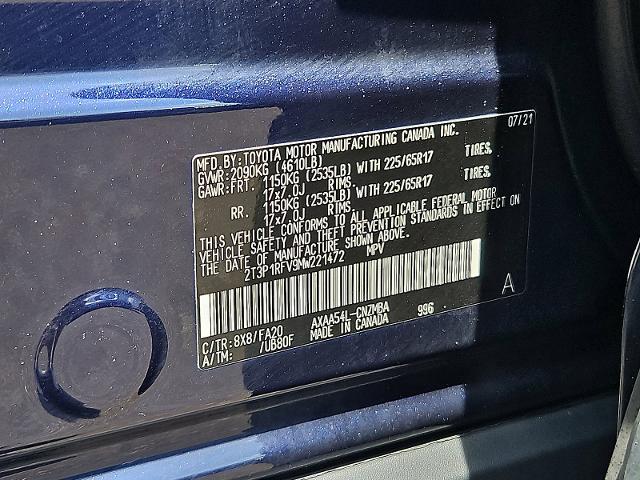 07/21
MFD.BY:TOYOTA MOTOR MANUFACTURING CANADA INC.
GVWR:2090KG (4610LB)
GAWR:FRT. 1150KG (2535LB) WITH 225/65R17 TIRES,
17x7.0J RIMS,
RR. 1150KG (2535LB) WITH 225/65R17 TIRES,
17x7.0J RIMS,
THIS VEHICLE CONFORMS TO ALL APPLICABLE FEDERAL MOTOR
VEHICLE SAFETY AND THEFT PREVENTION STANDARDS IN EFFECT ON
THE DATE OF MANUFACTURE SHOWN ABOVE.
2T3P1RFV9MW221472 MPV
A
C/TR:8X8/FA20 AXAA54L-CNZMBA 996
A/TM: /UB80F MADE IN CANADA